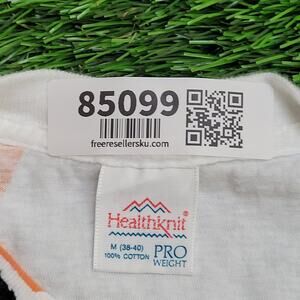 85099
freeresellersku.com
Healthknit®
M (38-40)
100% COTTON
PRO
WEIGHT